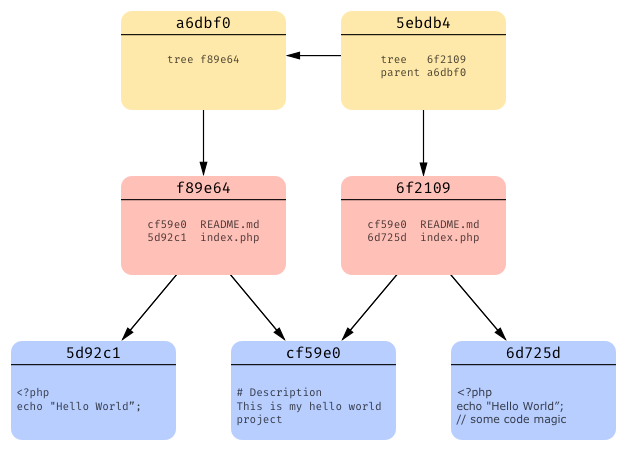 a6dbf0
tree f89e64
5ebdb4
tree   6f2109
parent a6dbf0
f89e64
cf59e0  README.md
5d92c1  index.php
6f2109
cf59e0  README.md
6d725d  index.php
5d92c1
<?php
echo "Hello World”;
cf59e0
# Description
This is my hello world
project
6d725d
<?php
echo "Hello World”;
// some code magic